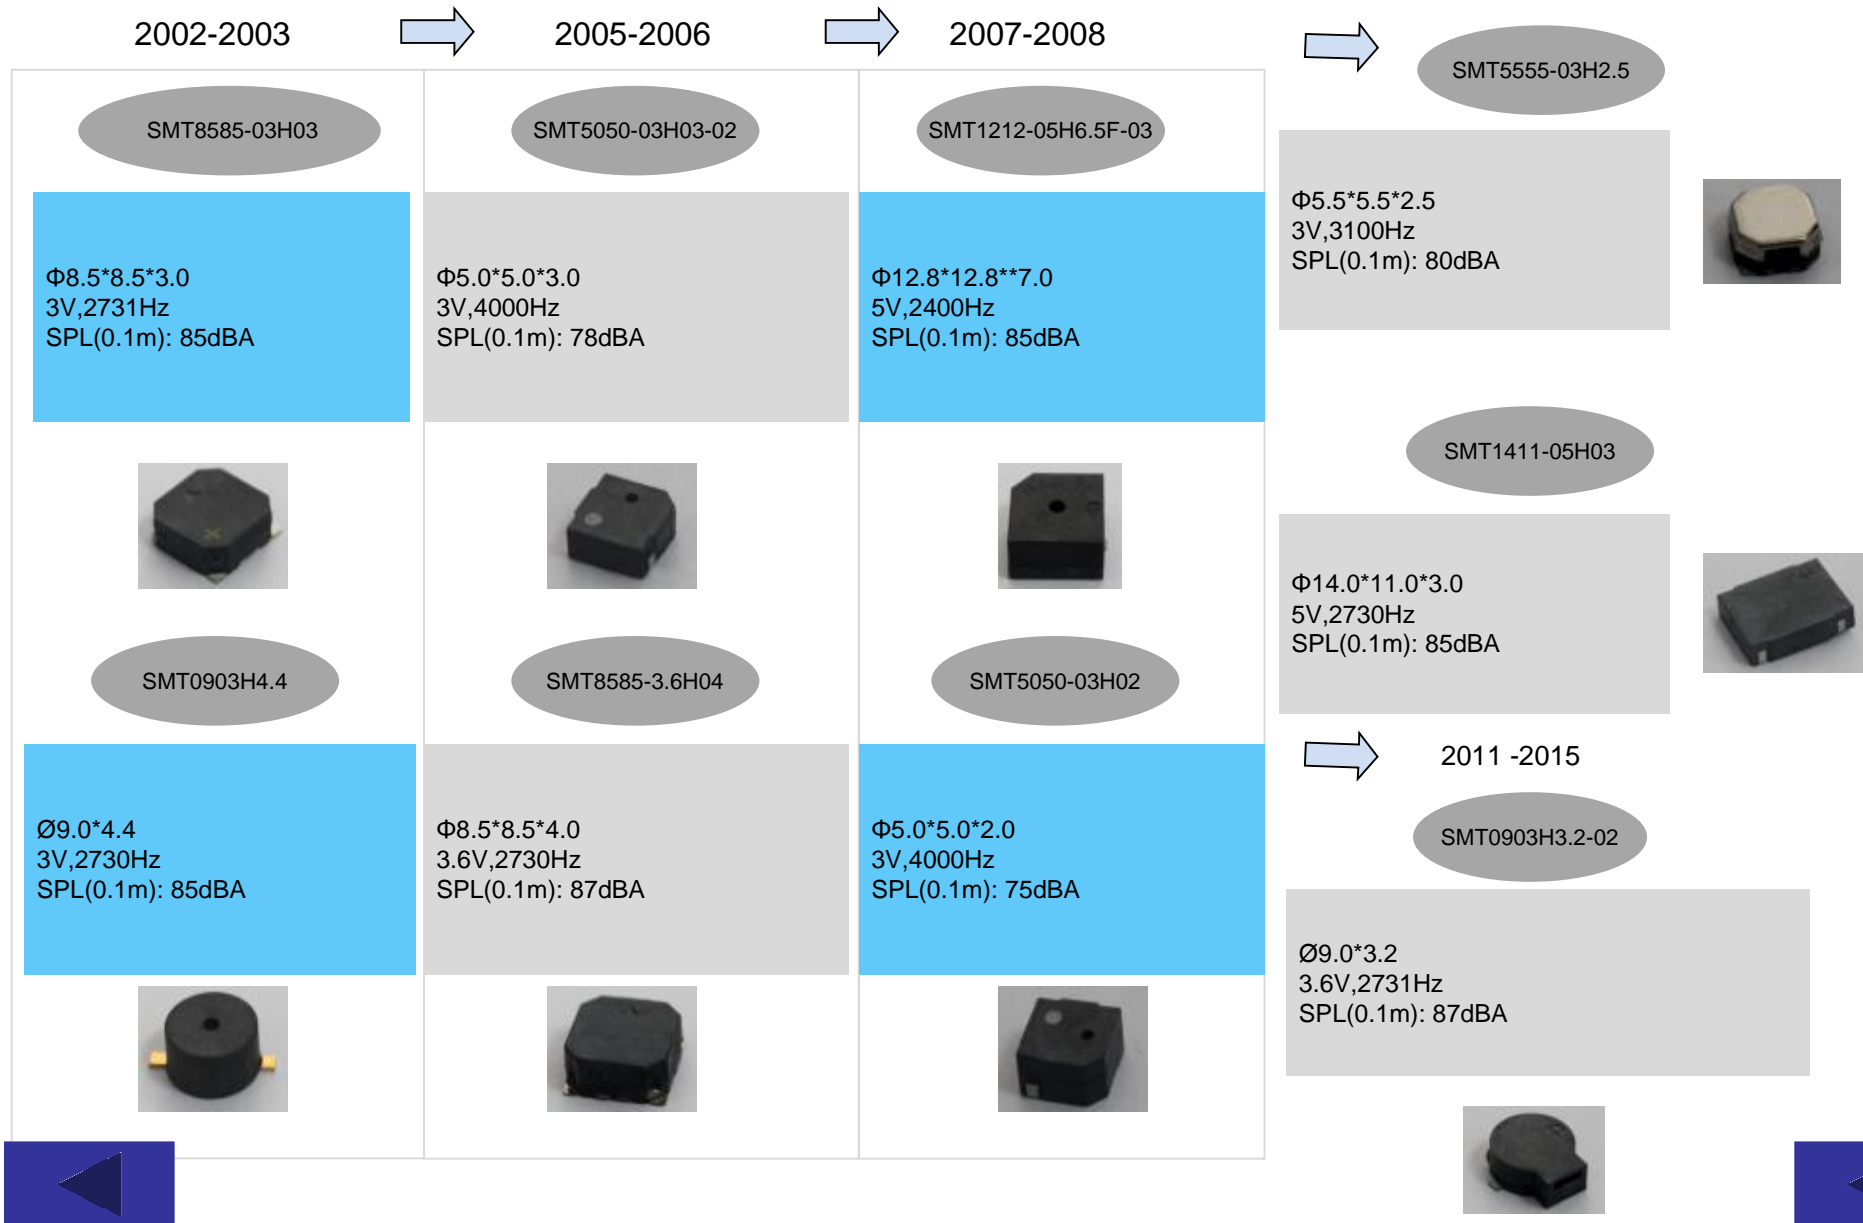 2002-2003
2005-2006
2007-2008
SMT8585-03H03
Φ8.5*8.5*3.0
3V,2731Hz
SPL(0.1m): 85dBA
SMT0903H4.4
Ø9.0*4.4
3V,2730Hz
SPL(0.1m): 85dBA
SMT5050-03H03-02
Φ5.0*5.0*3.0
3V,4000Hz
SPL(0.1m): 78dBA
SMT8585-3.6H04
Φ8.5*8.5*4.0
3.6V,2730Hz
SPL(0.1m): 87dBA
SMT1212-05H6.5F-03
Φ12.8*12.8**7.0
5V,2400Hz
SPL(0.1m): 85dBA
SMT5050-03H02
Φ5.0*5.0*2.0
3V,4000Hz
SPL(0.1m): 75dBA
SMT5555-03H2.5
Φ5.5*5.5*2.5
3V,3100Hz
SPL(0.1m): 80dBA
SMT1411-05H03
Φ14.0*11.0*3.0
5V,2730Hz
SPL(0.1m): 85dBA
2011 -2015
SMT0903H3.2-02
Ø9.0*3.2
3.6V,2731Hz
SPL(0.1m): 87dBA